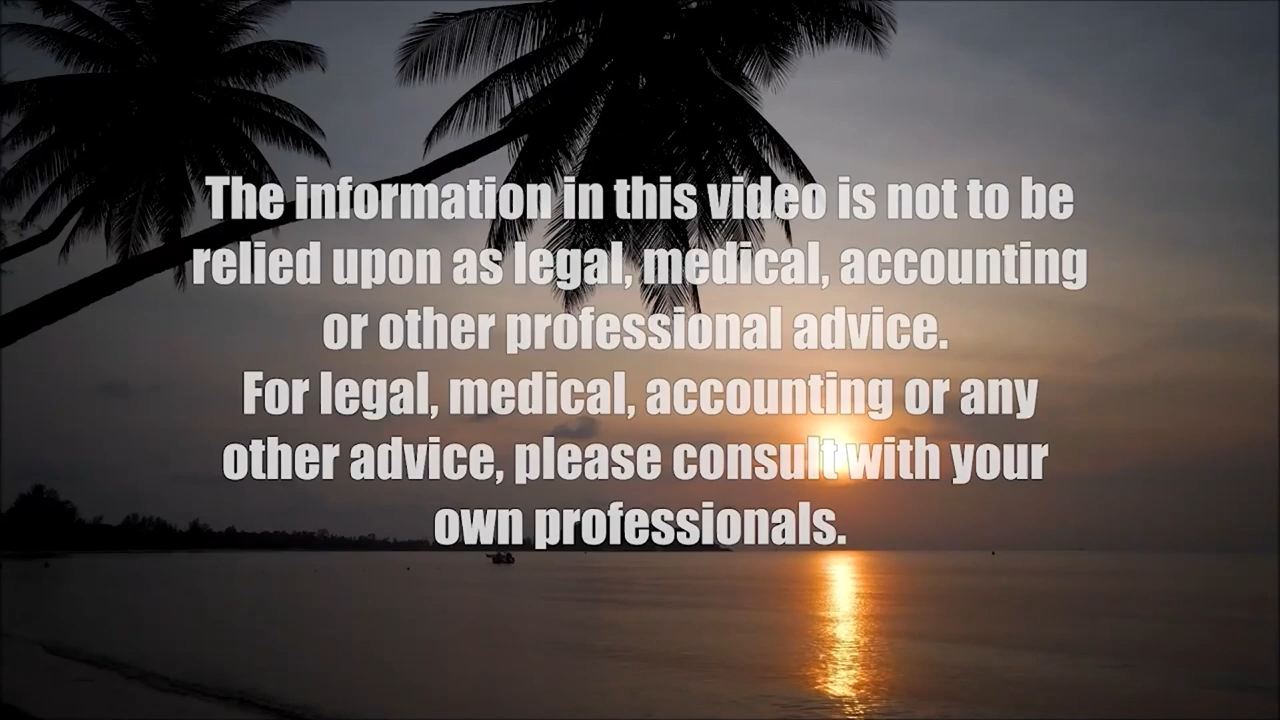 The information in this video is not to be
relied upon as legal, medical, accounting
or other professional advice.
For legal, medical, accounting or any
other advice, please consult with your
own professionals.